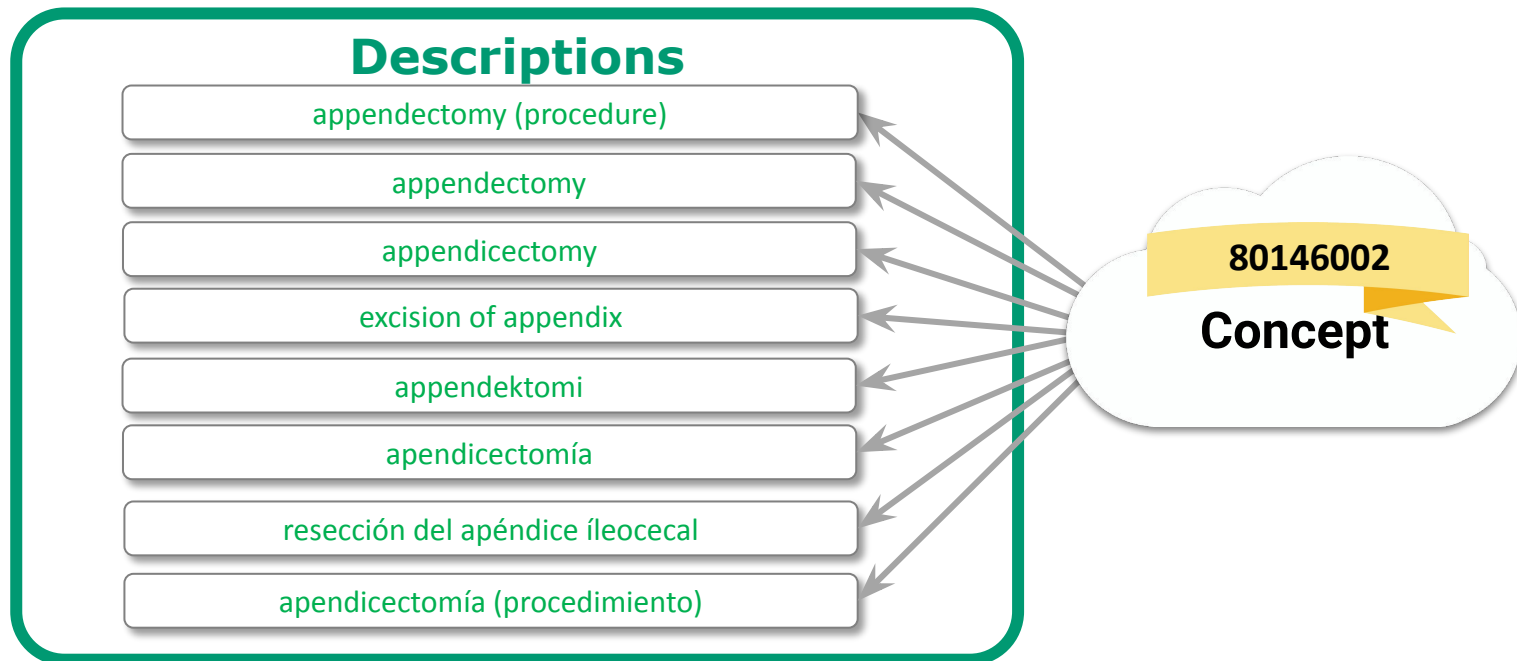 Descriptions
appendectomy (procedure)
appendectomy
appendicectomy
excision of appendix
appendektomi
apendicectomía
resección del apéndice íleocecal
apendicectomía (procedimiento)
80146002
Concept